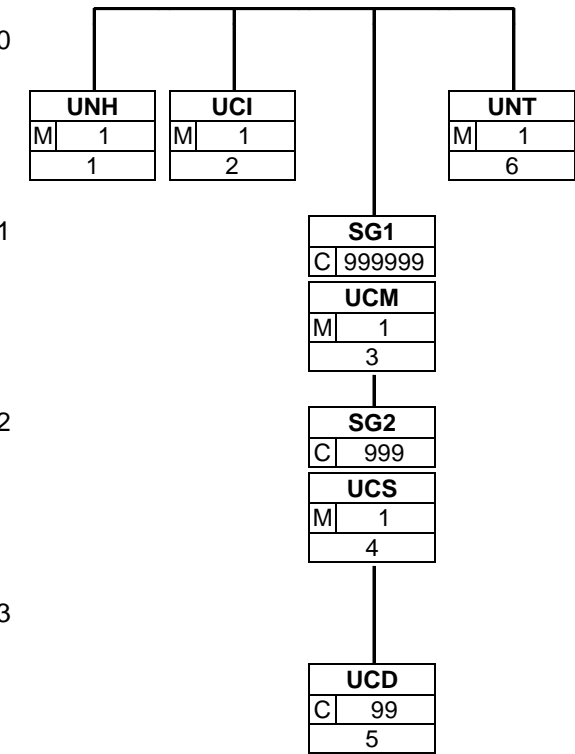 0
UNH UCI UNT
M 1 M 1 M 1
1 2 6
1
SG1
C 999999
UCM
M 1
3
2
SG2
C 999
UCS
M 1
4
3
UCD
C 99
5